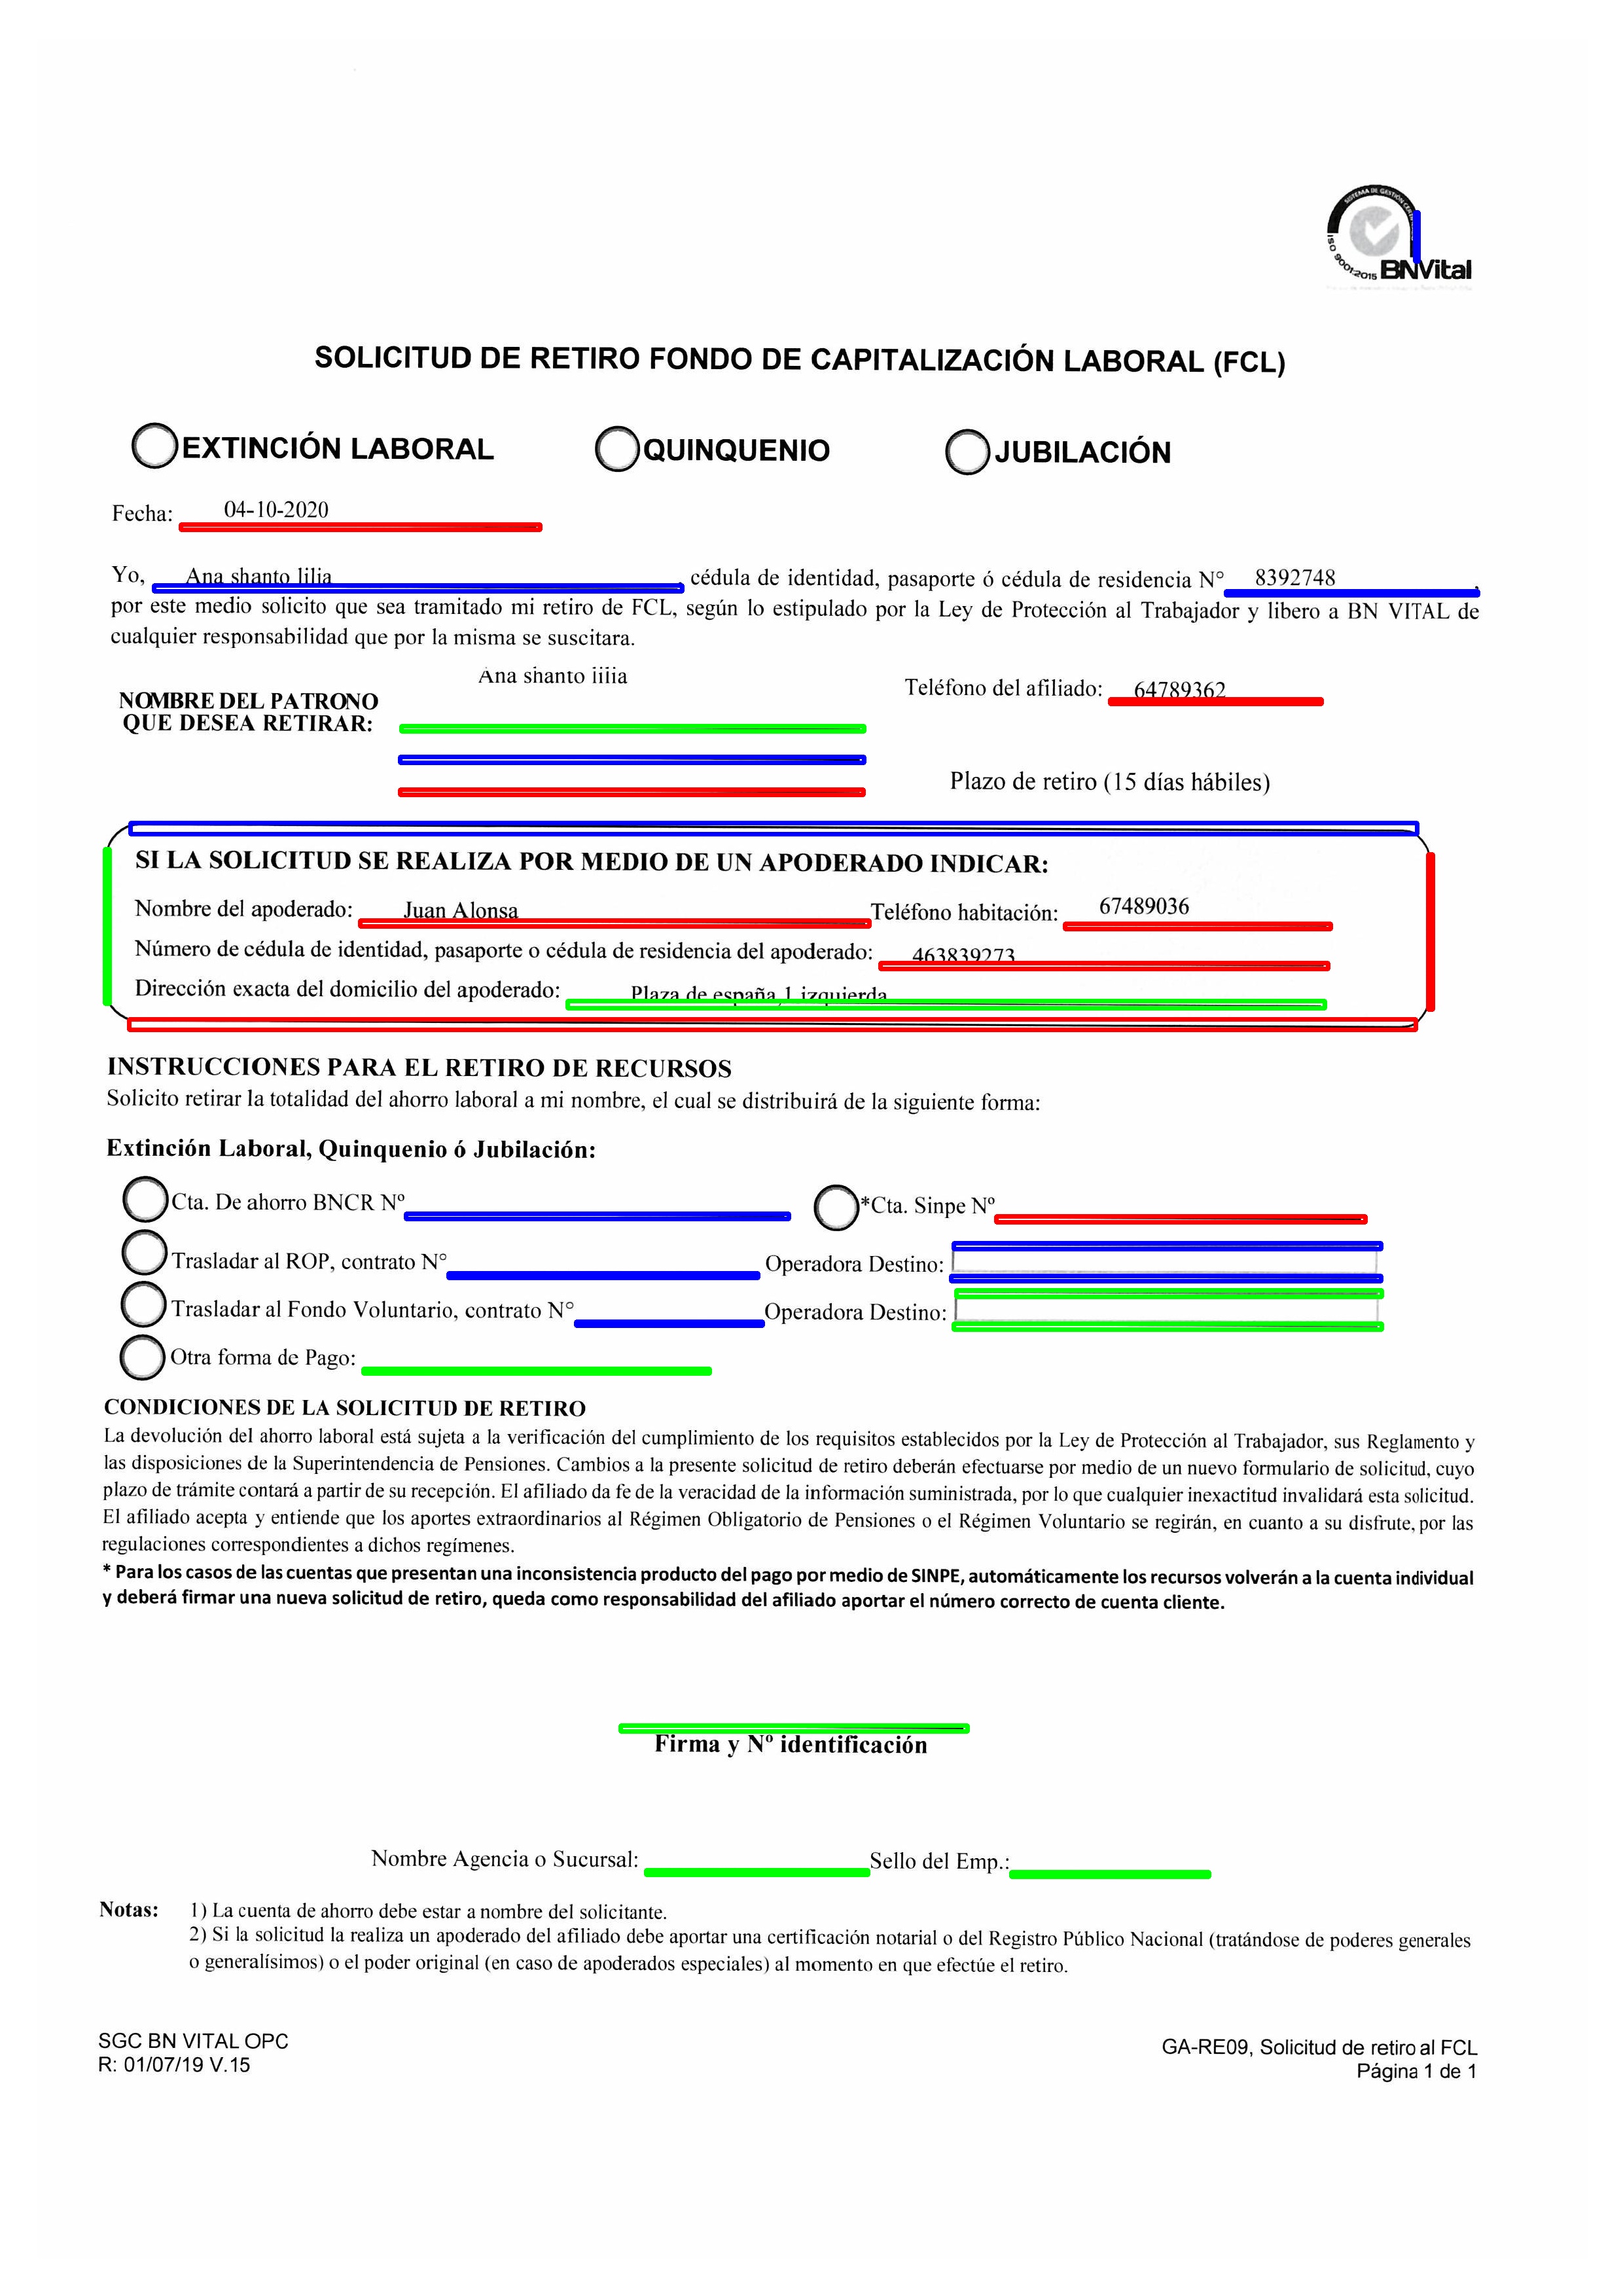 SISTEMA DE GESTIÓN CERT
ISO 9001:2015 BNVital
SOLICITUD DE RETIRO FONDO DE CAPITALIZACIÓN LABORAL (FCL)
EXTINCIÓN LABORAL QUINQUENIO JUBILACIÓN
Fecha: 04-10-2020
Yo, Ana shanto lilia, cédula de identidad, pasaporte ó cédula de residencia N° 8392748,
por este medio solicito que sea tramitado mi retiro de FCL, según lo estipulado por la Ley de Protección al Trabajador y libero a BN VITAL de
cualquier responsabilidad que por la misma se suscitara.
Ana shanto lilia
NOMBRE DEL PATRONO Teléfono del afiliado: 64789362
QUE DESEA RETIRAR:
Plazo de retiro (15 días hábiles)
SI LA SOLICITUD SE REALIZA POR MEDIO DE UN APODERADO INDICAR:
Nombre del apoderado: Juan Alonsa Teléfono habitación: 67489036
Número de cédula de identidad, pasaporte o cédula de residencia del apoderado: 463839273
Dirección exacta del domicilio del apoderado: Plaza de españa,1 izquierda
INSTRUCCIONES PARA EL RETIRO DE RECURSOS
Solicito retirar la totalidad del ahorro laboral a mi nombre, el cual se distribuirá de la siguiente forma:
Extinción Laboral, Quinquenio ó Jubilación:
Cta. De ahorro BNCR Nº *Cta. Sinpe Nº
Trasladar al ROP, contrato N° Operadora Destino:
Trasladar al Fondo Voluntario, contrato N° Operadora Destino:
Otra forma de Pago:
CONDICIONES DE LA SOLICITUD DE RETIRO
La devolución del ahorro laboral está sujeta a la verificación del cumplimiento de los requisitos establecidos por la Ley de Protección al Trabajador, sus Reglamento y
las disposiciones de la Superintendencia de Pensiones. Cambios a la presente solicitud de retiro deberán efectuarse por medio de un nuevo formulario de solicitud, cuyo
plazo de trámite contará a partir de su recepción. El afiliado da fe de la veracidad de la información suministrada, por lo que cualquier inexactitud invalidará esta solicitud.
El afiliado acepta y entiende que los aportes extraordinarios al Régimen Obligatorio de Pensiones o el Régimen Voluntario se regirán, en cuanto a su disfrute, por las
regulaciones correspondientes a dichos regímenes.
* Para los casos de las cuentas que presentan una inconsistencia producto del pago por medio de SINPE, automáticamente los recursos volverán a la cuenta individual
y deberá firmar una nueva solicitud de retiro, queda como responsabilidad del afiliado aportar el número correcto de cuenta cliente.
Firma y Nº identificación
Nombre Agencia o Sucursal: Sello del Emp.:
Notas: 1) La cuenta de ahorro debe estar a nombre del solicitante.
2) Si la solicitud la realiza un apoderado del afiliado debe aportar una certificación notarial o del Registro Público Nacional (tratándose de poderes generales
o generalísimos) o el poder original (en caso de apoderados especiales) al momento en que efectúe el retiro.
SGC BN VITAL OPC GA-RE09, Solicitud de retiro al FCL
R: 01/07/19 V.15 Página 1 de 1